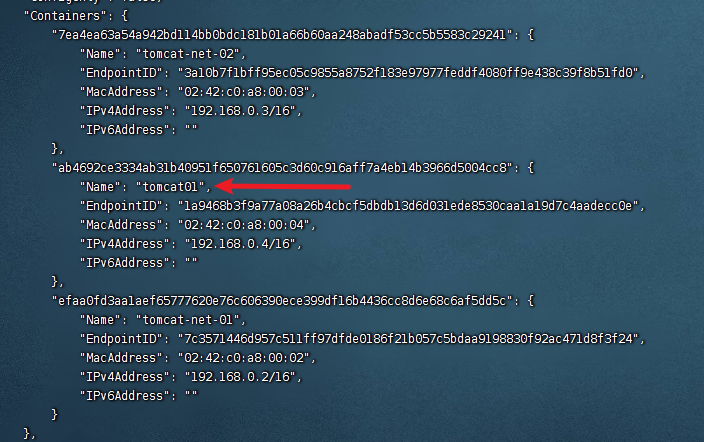 "Containers": {
"7ea4ea63a54a942bd114bb0bdc181b01a66b60aa248abadf53cc5b5583c29241": {
"Name": "tomcat-net-02",
"EndpointID": "3a10b7f1bff95ec05c9855a8752f183e97977feddf4080ff9e438c39f8b51fd0",
"MacAddress": "02:42:c0:a8:00:03",
"IPv4Address": "192.168.0.3/16",
"IPv6Address": ""
},
"ab4692ce3334ab31b40951f650761605c3d60c916aff7a4eb14b3966d5004cc8": {
"Name": "tomcat01",
"EndpointID": "1a9468b3f9a77a08a26b4cbcf5dbdb13d6d031ede8530caa1a19d7c4aadecc0e",
"MacAddress": "02:42:c0:a8:00:04",
"IPv4Address": "192.168.0.4/16",
"IPv6Address": ""
},
"efaa0fd3aa1aef65777620e76c606390ece399df16b4436cc8d6e68c6af5dd5c": {
"Name": "tomcat-net-01",
"EndpointID": "7c3571446d957c511ff97dfde0186f21b057c5bdaa9198830f92ac471d8f3f24",
"MacAddress": "02:42:c0:a8:00:02",
"IPv4Address": "192.168.0.2/16",
"IPv6Address": ""
}
},